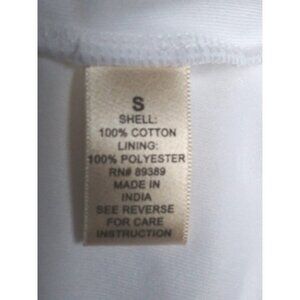 S
SHELL:
100% COTTON
LINING:
100% POLYESTER
RN# 89389
MADE IN
INDIA
SEE REVERSE
FOR CARE
INSTRUCTION